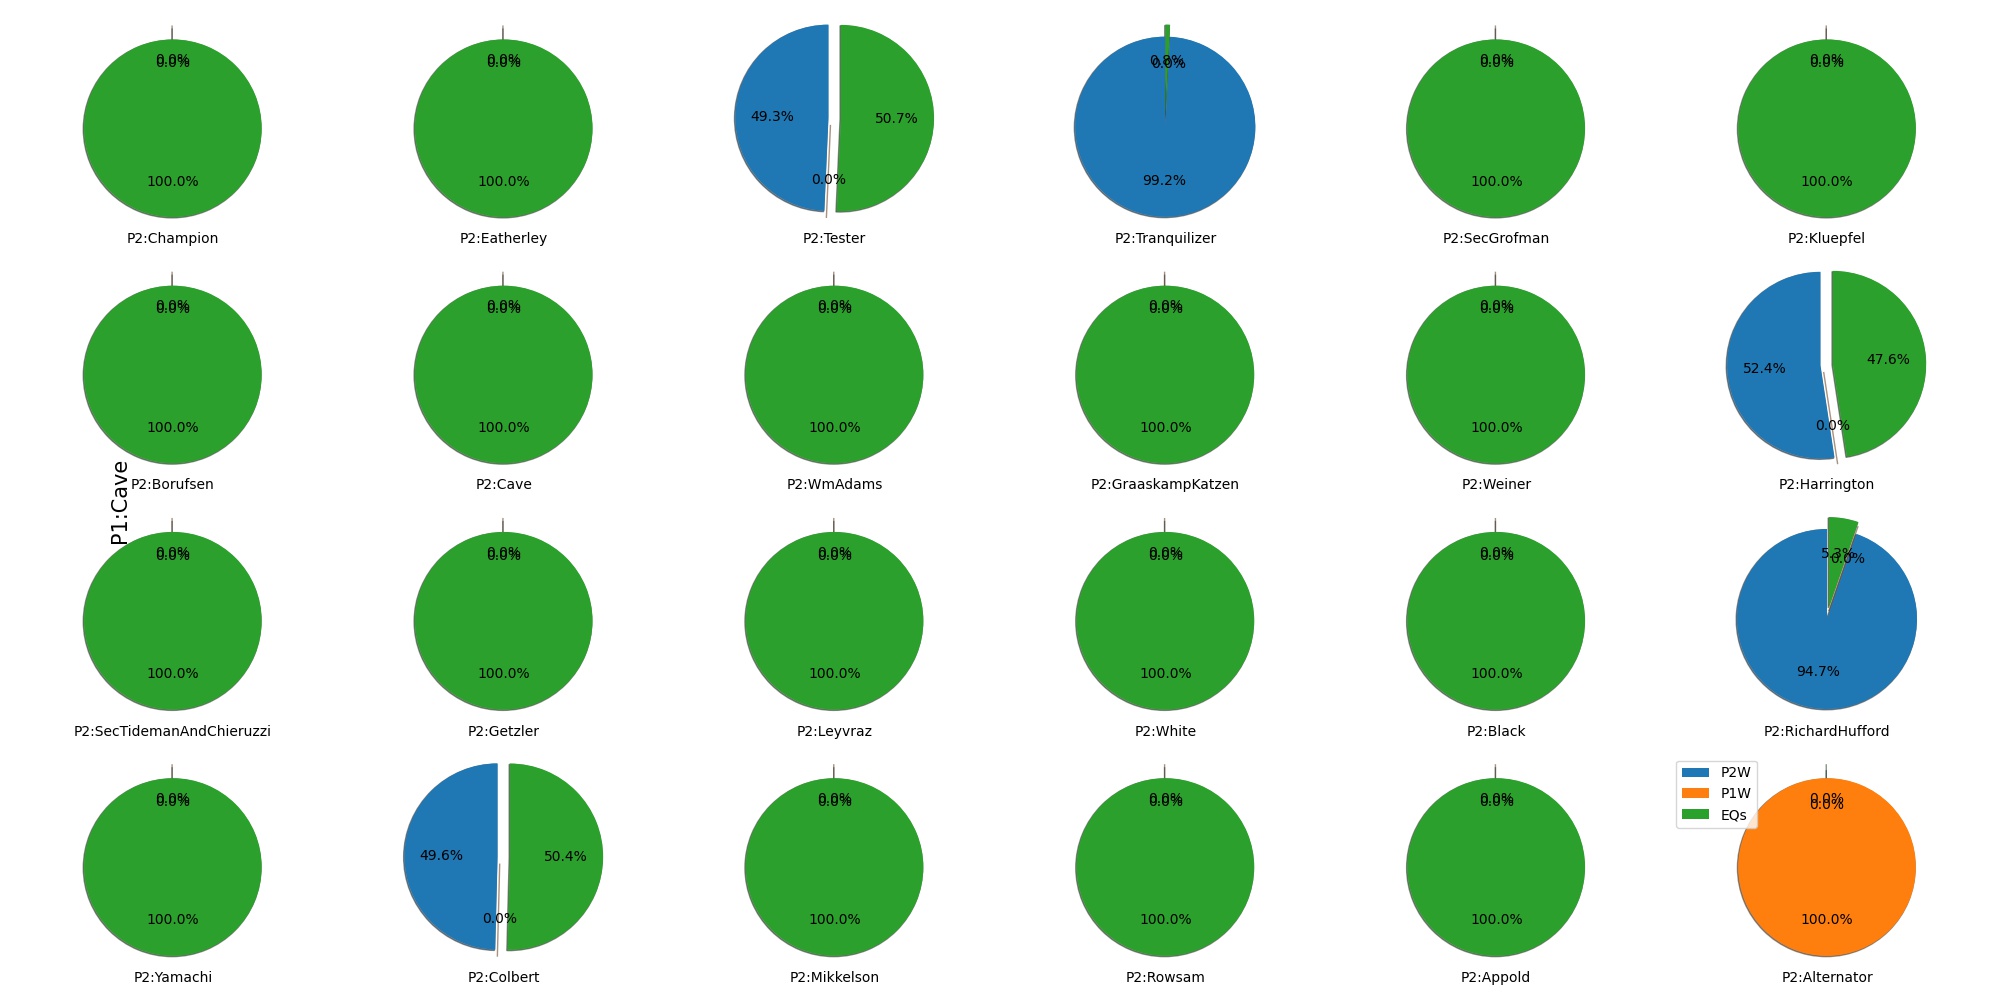 0.0%
0.0%
100.0%
P2:Champion
0.0%
0.0%
100.0%
P2:Eatherley
49.3%
0.0%
50.7%
P2:Tester
0.8%
0.0%
99.2%
P2:Tranquilizer
0.0%
0.0%
100.0%
P2:SecGrofman
0.0%
0.0%
100.0%
P2:Kluepfel
P1:Cave
0.0%
0.0%
100.0%
P2:Borufsen
0.0%
0.0%
100.0%
P2:Cave
0.0%
0.0%
100.0%
P2:WmAdams
0.0%
0.0%
100.0%
P2:GraaskampKatzen
0.0%
0.0%
100.0%
P2:Weiner
52.4%
0.0%
47.6%
P2:Harrington
0.0%
0.0%
100.0%
P2:SecTidemanAndChieruzzi
0.0%
0.0%
100.0%
P2:Getzler
0.0%
0.0%
100.0%
P2:Leyvraz
0.0%
0.0%
100.0%
P2:White
0.0%
0.0%
100.0%
P2:Black
5.3%
0.0%
94.7%
P2:RichardHufford
0.0%
0.0%
100.0%
P2:Yamachi
49.6%
0.0%
50.4%
P2:Colbert
0.0%
0.0%
100.0%
P2:Mikkelson
0.0%
0.0%
100.0%
P2:Rowsam
0.0%
0.0%
100.0%
P2:Appold
P2W
P1W
EQs
0.0%
0.0%
100.0%
P2:Alternator